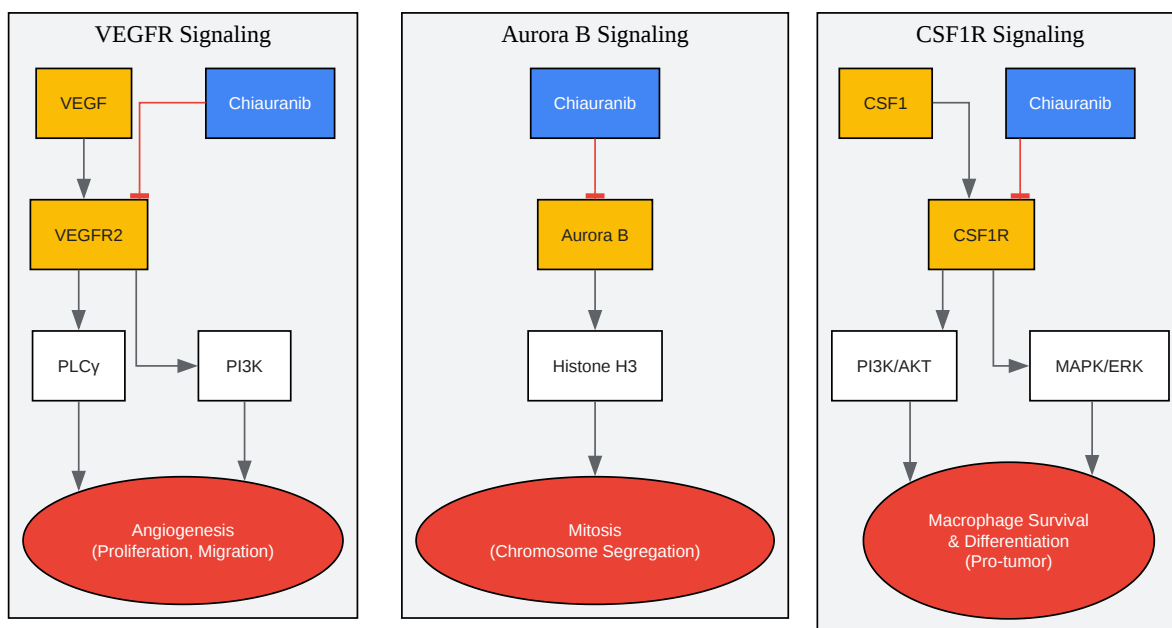 VEGFR Signaling
VEGF
Chiauranib
VEGFR2
PLCγ
PI3K
Angiogenesis
(Proliferation, Migration)
Aurora B Signaling
Chiauranib
Aurora B
Histone H3
Mitosis
(Chromosome Segregation)
CSF1R Signaling
CSF1
Chiauranib
CSF1R
PI3K/AKT
MAPK/ERK
Macrophage Survival
& Differentiation
(Pro-tumor)